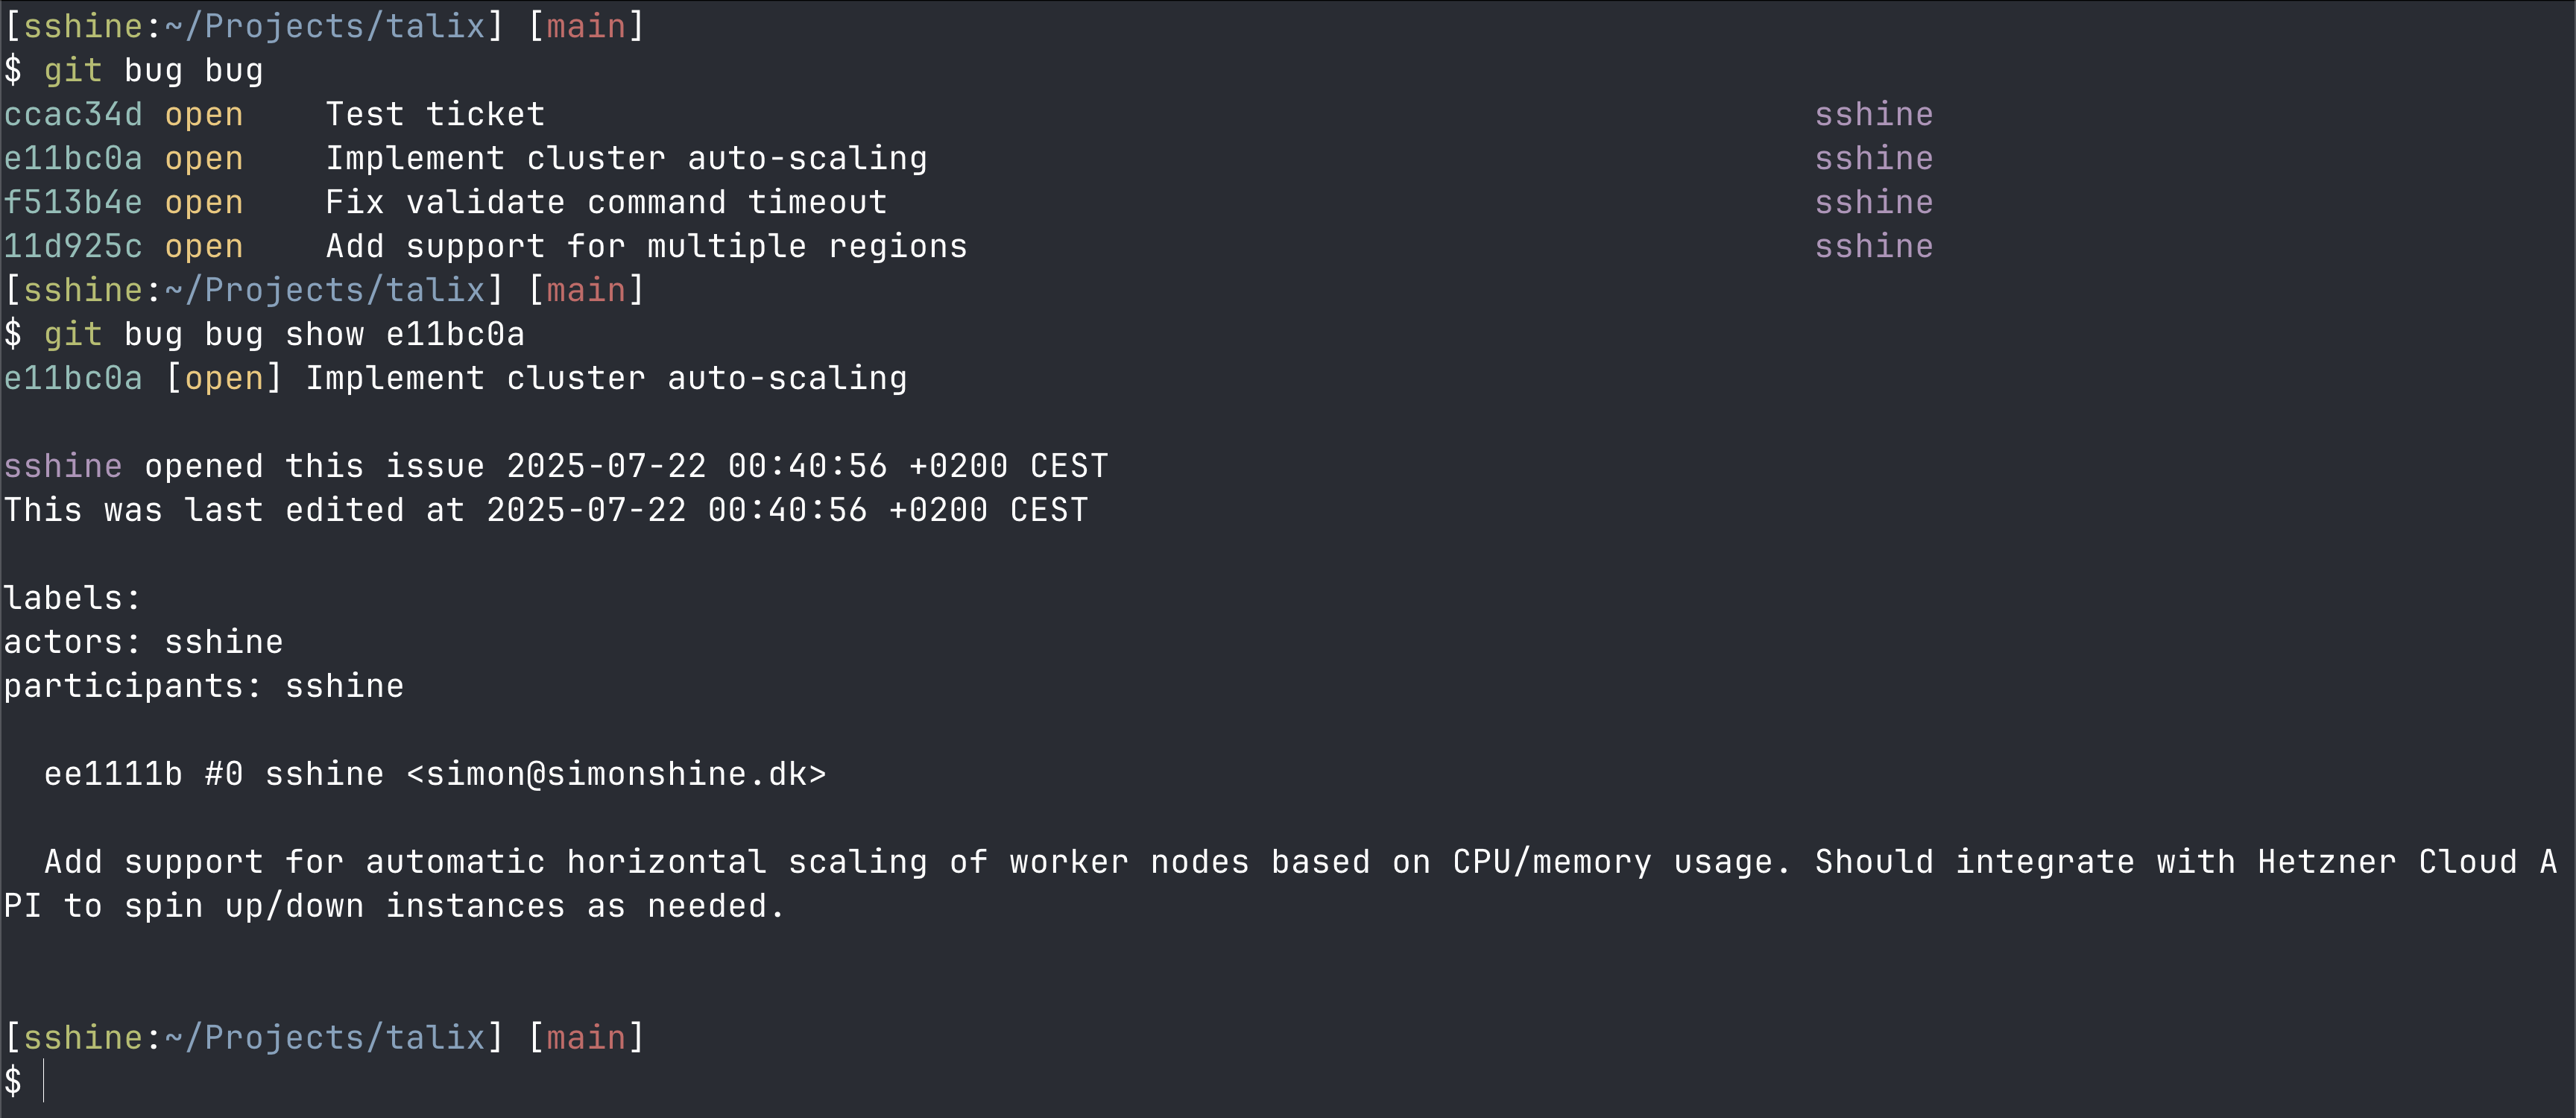 [sshine:~/Projects/talix] [main]
$ git bug bug
ccac34d open    Test ticket                                                               sshine
e11bc0a open    Implement cluster auto-scaling                                            sshine
f513b4e open    Fix validate command timeout                                              sshine
11d925c open    Add support for multiple regions                                          sshine
[sshine:~/Projects/talix] [main]
$ git bug bug show e11bc0a
e11bc0a [open] Implement cluster auto-scaling

sshine opened this issue 2025-07-22 00:40:56 +0200 CEST
This was last edited at 2025-07-22 00:40:56 +0200 CEST

labels:
actors: sshine
participants: sshine

  ee1111b #0 sshine <simon@simonshine.dk>

  Add support for automatic horizontal scaling of worker nodes based on CPU/memory usage. Should integrate with Hetzner Cloud A
PI to spin up/down instances as needed.

[sshine:~/Projects/talix] [main]
$